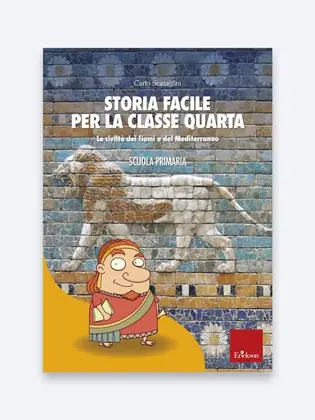 Carlo Scataglini
STORIA FACILE
PER LA CLASSE QUARTA
Le civiltà dei fiumi e del Mediterraneo
SCUOLA PRIMARIA
Erickson